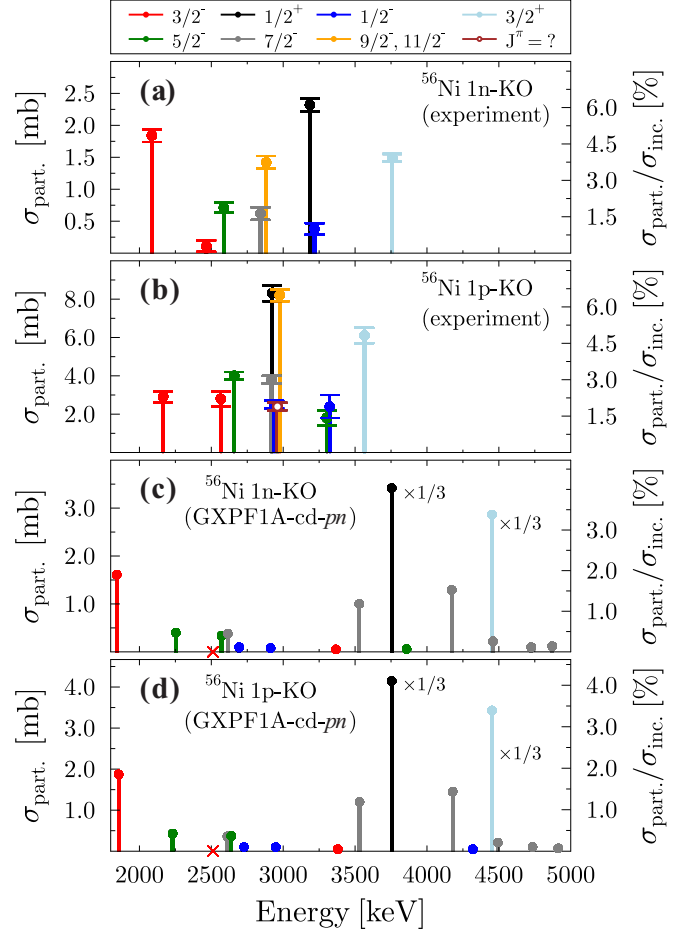 3/2⁻ 1/2⁺ 1/2⁻ 3/2⁺
5/2⁻ 7/2⁻ 9/2⁻, 11/2⁻ J^π = ?
(a) ⁵⁶Ni 1n-KO
(experiment)
σ_part. [mb]
2.5
2.0
1.5
1.0
0.5
σ_part./σ_inc. [%]
6.0
4.5
3.0
1.5
(b) ⁵⁶Ni 1p-KO
(experiment)
σ_part. [mb]
8.0
6.0
4.0
2.0
σ_part./σ_inc. [%]
6.0
4.5
3.0
1.5
(c) ⁵⁶Ni 1n-KO
(GXPF1A-cd-pn)
×1/3
×1/3
σ_part. [mb]
3.0
2.0
1.0
σ_part./σ_inc. [%]
3.0
2.0
1.0
(d) ⁵⁶Ni 1p-KO
(GXPF1A-cd-pn)
×1/3
×1/3
σ_part. [mb]
4.0
3.0
2.0
1.0
σ_part./σ_inc. [%]
4.0
3.0
2.0
1.0
2000 2500 3000 3500 4000 4500 5000
Energy [keV]